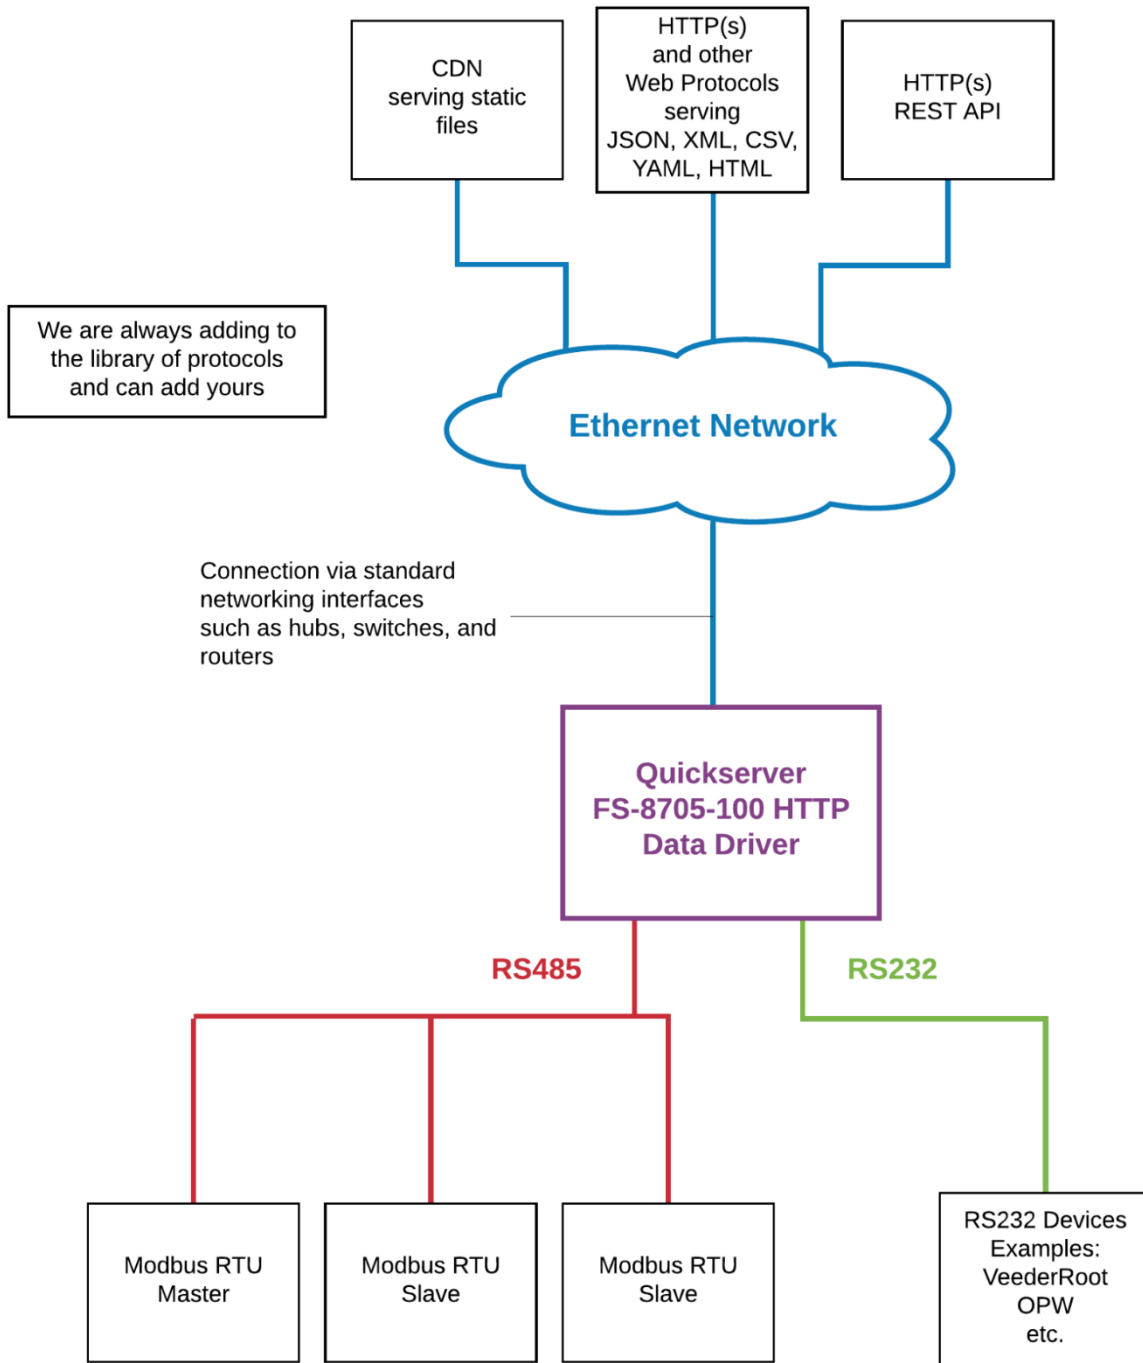 CDN
serving static
files
HTTP(s)
and other
Web Protocols
serving
JSON, XML, CSV,
YAML, HTML
HTTP(s)
REST API
We are always adding to
the library of protocols
and can add yours
Ethernet Network
Connection via standard
networking interfaces
such as hubs, switches, and
routers
Quickserver
FS-8705-100 HTTP
Data Driver
RS485
RS232
Modbus RTU
Master
Modbus RTU
Slave
Modbus RTU
Slave
RS232 Devices
Examples:
VeederRoot
OPW
etc.